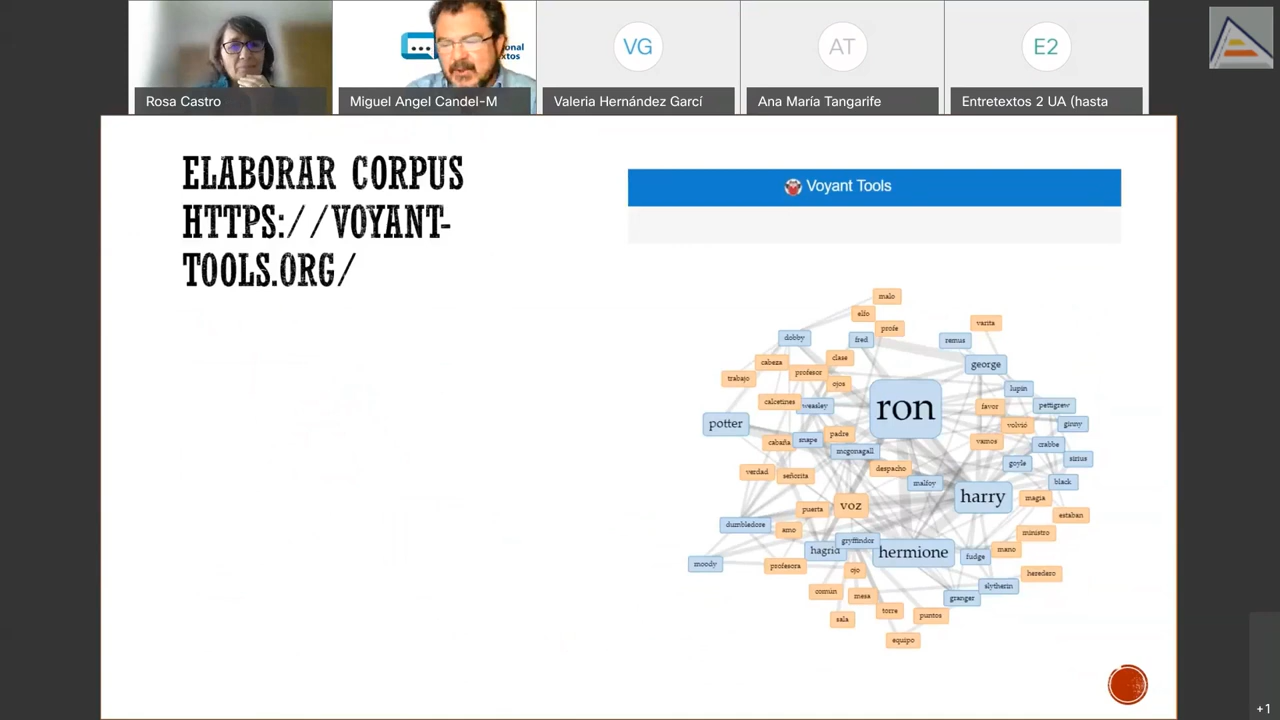 onal
xtos
VG
AT
E2
Rosa Castro
Miguel Angel Candel-M
Valeria Hernández Garcí
Ana María Tangarife
Entretextos 2 UA (hasta
ELABORAR CORPUS
HTTPS://VOYANT-
TOOLS.ORG/
Voyant Tools
malo
elfo
varita
profe
dobby
fred
remus
clase
cabeza
george
profesor
trabajo
ojos
lupin
calcetines
weasley
ron
favor
pettigrew
potter
volvió
ginny
padre
snape
cabaña
vamos
crabbe
mcgonagall
sirius
goyle
despacho
verdad
señorita
malfoy
black
harry
magia
voz
puerta
estaban
dumbledore
amo
ministro
gryffindor
hagrid
hermione
fudge
mano
moody
profesora
ojo
heredero
slytherin
común
mesa
granger
torre
puntos
sala
equipo
+1